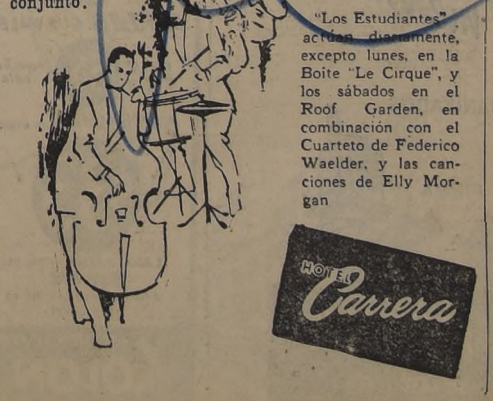 conjunto.
"Los Estudiantes"
actúan diariamente,
excepto lunes, en la
Boite "Le Cirque", y
los sábados en el
Roof Garden, en
combinación con el
Cuarteto de Federico
Waelder, y las can-
ciones de Elly Mor-
gan
HOTEL
Carrera